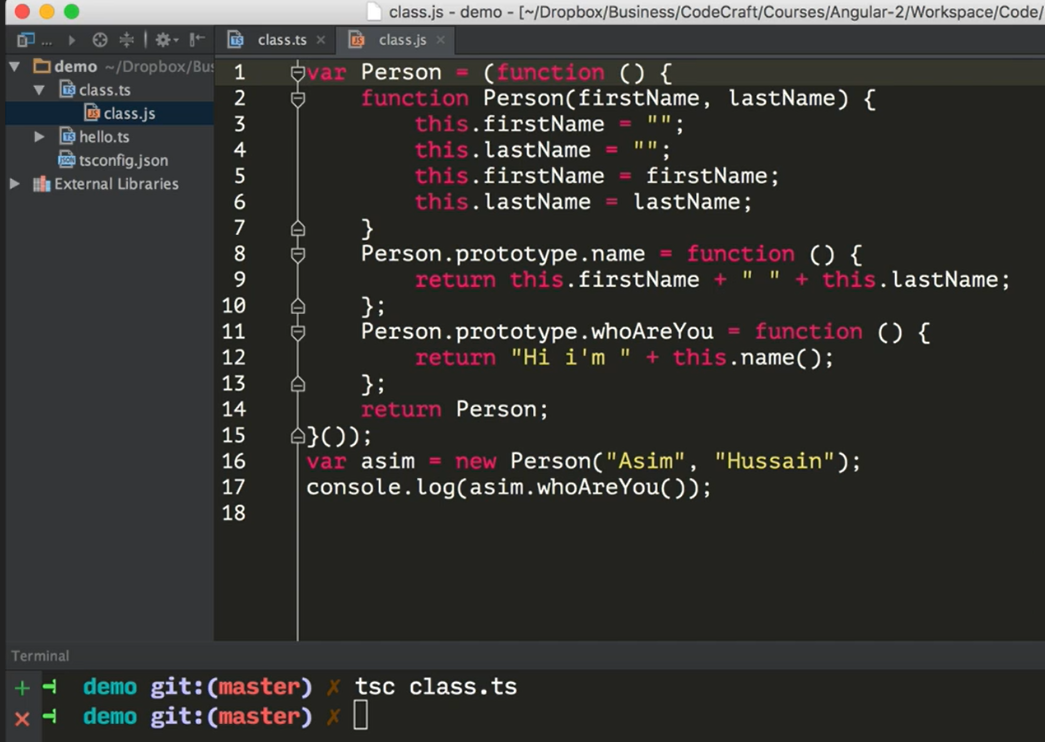 class.js - demo - [~/Dropbox/Business/CodeCraft/Courses/Angular-2/Workspace/Code/
...
class.ts ×
class.js ×
demo ~/Dropbox/Bus
class.ts
class.js
hello.ts
tsconfig.json
External Libraries
1 var Person = (function () {
2     function Person(firstName, lastName) {
3         this.firstName = "";
4         this.lastName = "";
5         this.firstName = firstName;
6         this.lastName = lastName;
7     }
8     Person.prototype.name = function () {
9         return this.firstName + " " + this.lastName;
10     };
11     Person.prototype.whoAreYou = function () {
12         return "Hi i'm " + this.name();
13     };
14     return Person;
15 }());
16 var asim = new Person("Asim", "Hussain");
17 console.log(asim.whoAreYou());
18
Terminal
demo git:(master) ✗ tsc class.ts
demo git:(master) ✗